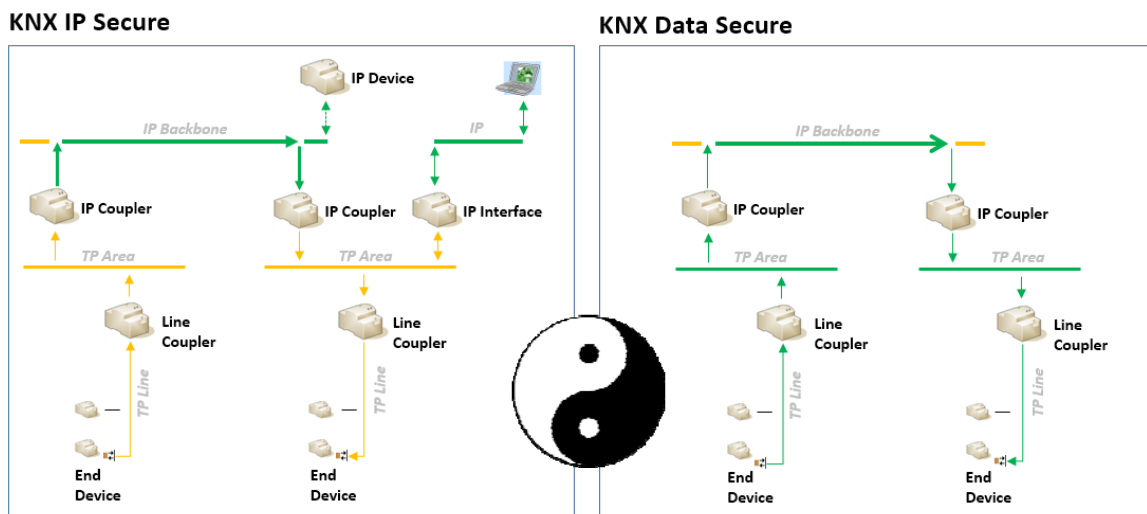 KNX IP Secure
IP Device
IP Backbone
IP
IP Coupler
IP Coupler
IP Interface
TP Area
TP Area
Line
Coupler
Line
Coupler
TP Line
TP Line
End
Device
End
Device
KNX Data Secure
IP Backbone
IP Coupler
IP Coupler
TP Area
TP Area
Line
Coupler
Line
Coupler
TP Line
TP Line
End
Device
End
Device